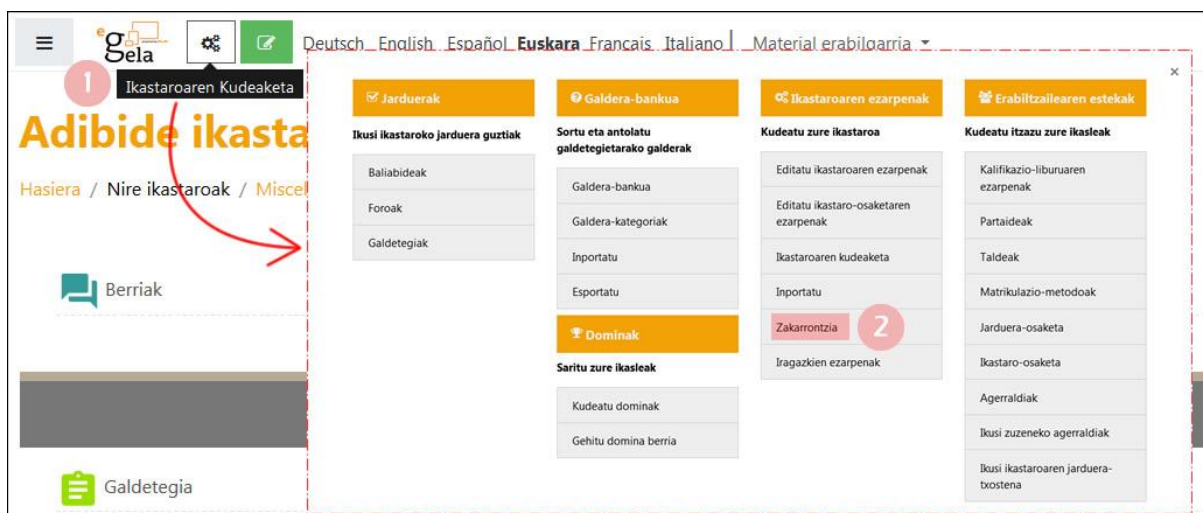 eGela
Deutsch English Español Euskara Français Italiano Material erabilgarria
1
Ikastaroaren Kudeaketa
Adibide ikasta
Hasiera / Nire ikastaroak / Miscel
Berriak
Galdetegia
×
Jarduerak
Ikusi ikastaroko jarduera guztiak
Baliabideak
Foroak
Galdetegiak
Galdera-bankua
Sortu eta antolatu
galdetegietarako galderak
Galdera-bankua
Galdera-kategoriak
Inportatu
Esportatu
Dominak
Saritu zure ikasleak
Kudeatu dominak
Gehitu domina berria
Ikastaroaren ezarpenak
Kudeatu zure ikastaroa
Editatu ikastaroaren ezarpenak
Editatu ikastaro-osaketaren
ezarpenak
Ikastaroaren kudeaketa
Inportatu
Zakarrontzia
2
Iragazkien ezarpenak
Erabiltzailearen estekak
Kudeatu itzazu zure ikasleak
Kalifikazio-liburuaren
ezarpenak
Partaideak
Taldeak
Matrikulazio-metodoak
Jarduera-osaketa
Ikastaro-osaketa
Agerraldiak
Ikusi zuzeneko agerraldiak
Ikusi ikastaroaren jarduera-
txostena